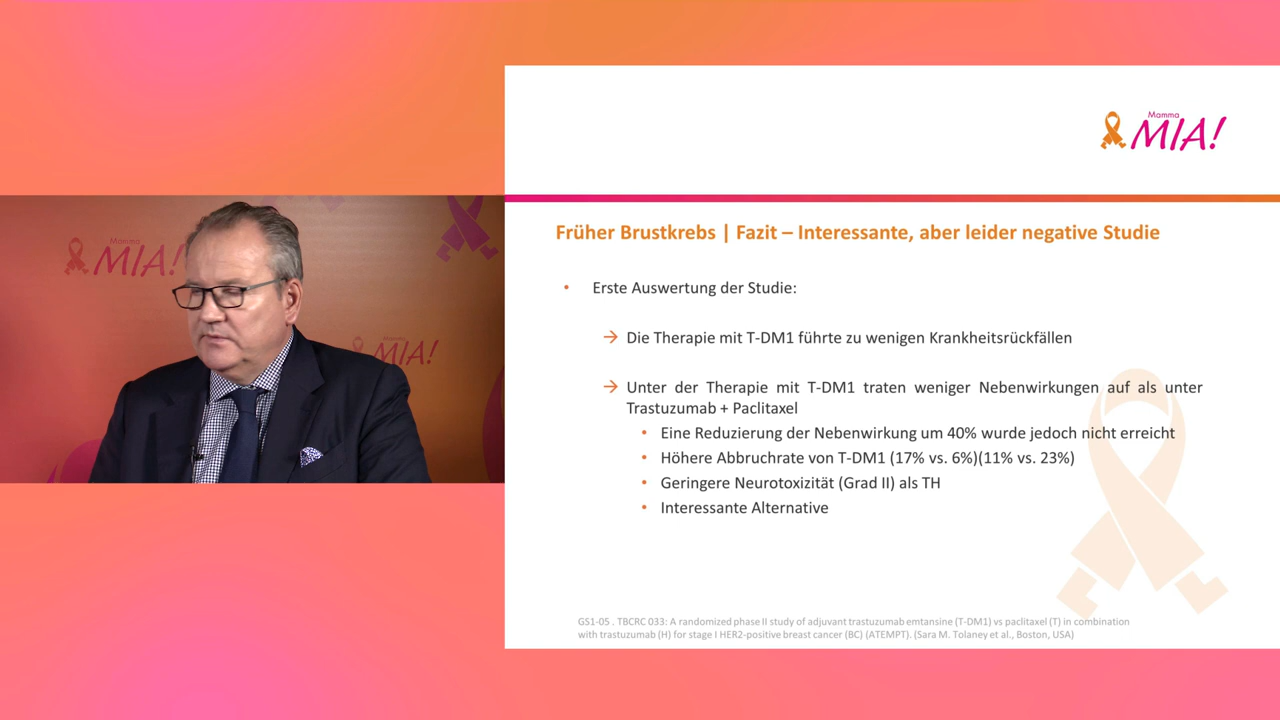 Mamma
MIA!
Mamma
MIA!
MIA!
Früher Brustkrebs | Fazit – Interessante, aber leider negative Studie
• Erste Auswertung der Studie:
→ Die Therapie mit T-DM1 führte zu wenigen Krankheitsrückfällen
→ Unter der Therapie mit T-DM1 traten weniger Nebenwirkungen auf als unter
Trastuzumab + Paclitaxel
• Eine Reduzierung der Nebenwirkung um 40% wurde jedoch nicht erreicht
• Höhere Abbruchrate von T-DM1 (17% vs. 6%)(11% vs. 23%)
• Geringere Neurotoxizität (Grad II) als TH
• Interessante Alternative
GS1-05 . TBCRC 033: A randomized phase II study of adjuvant trastuzumab emtansine (T-DM1) vs paclitaxel (T) in combination
with trastuzumab (H) for stage I HER2-positive breast cancer (BC) (ATEMPT). (Sara M. Tolaney et al., Boston, USA)